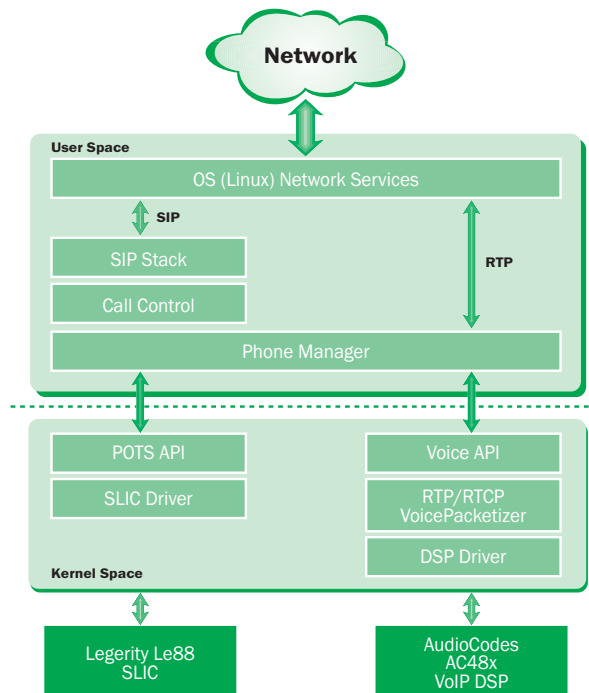 Network
User Space
OS (Linux) Network Services
SIP
SIP Stack
RTP
Call Control
Phone Manager
POTS API
Voice API
SLIC Driver
RTP/RTCP
VoicePacketizer
DSP Driver
Kernel Space
Legerity Le88
SLIC
AudioCodes
AC48x
VoIP DSP